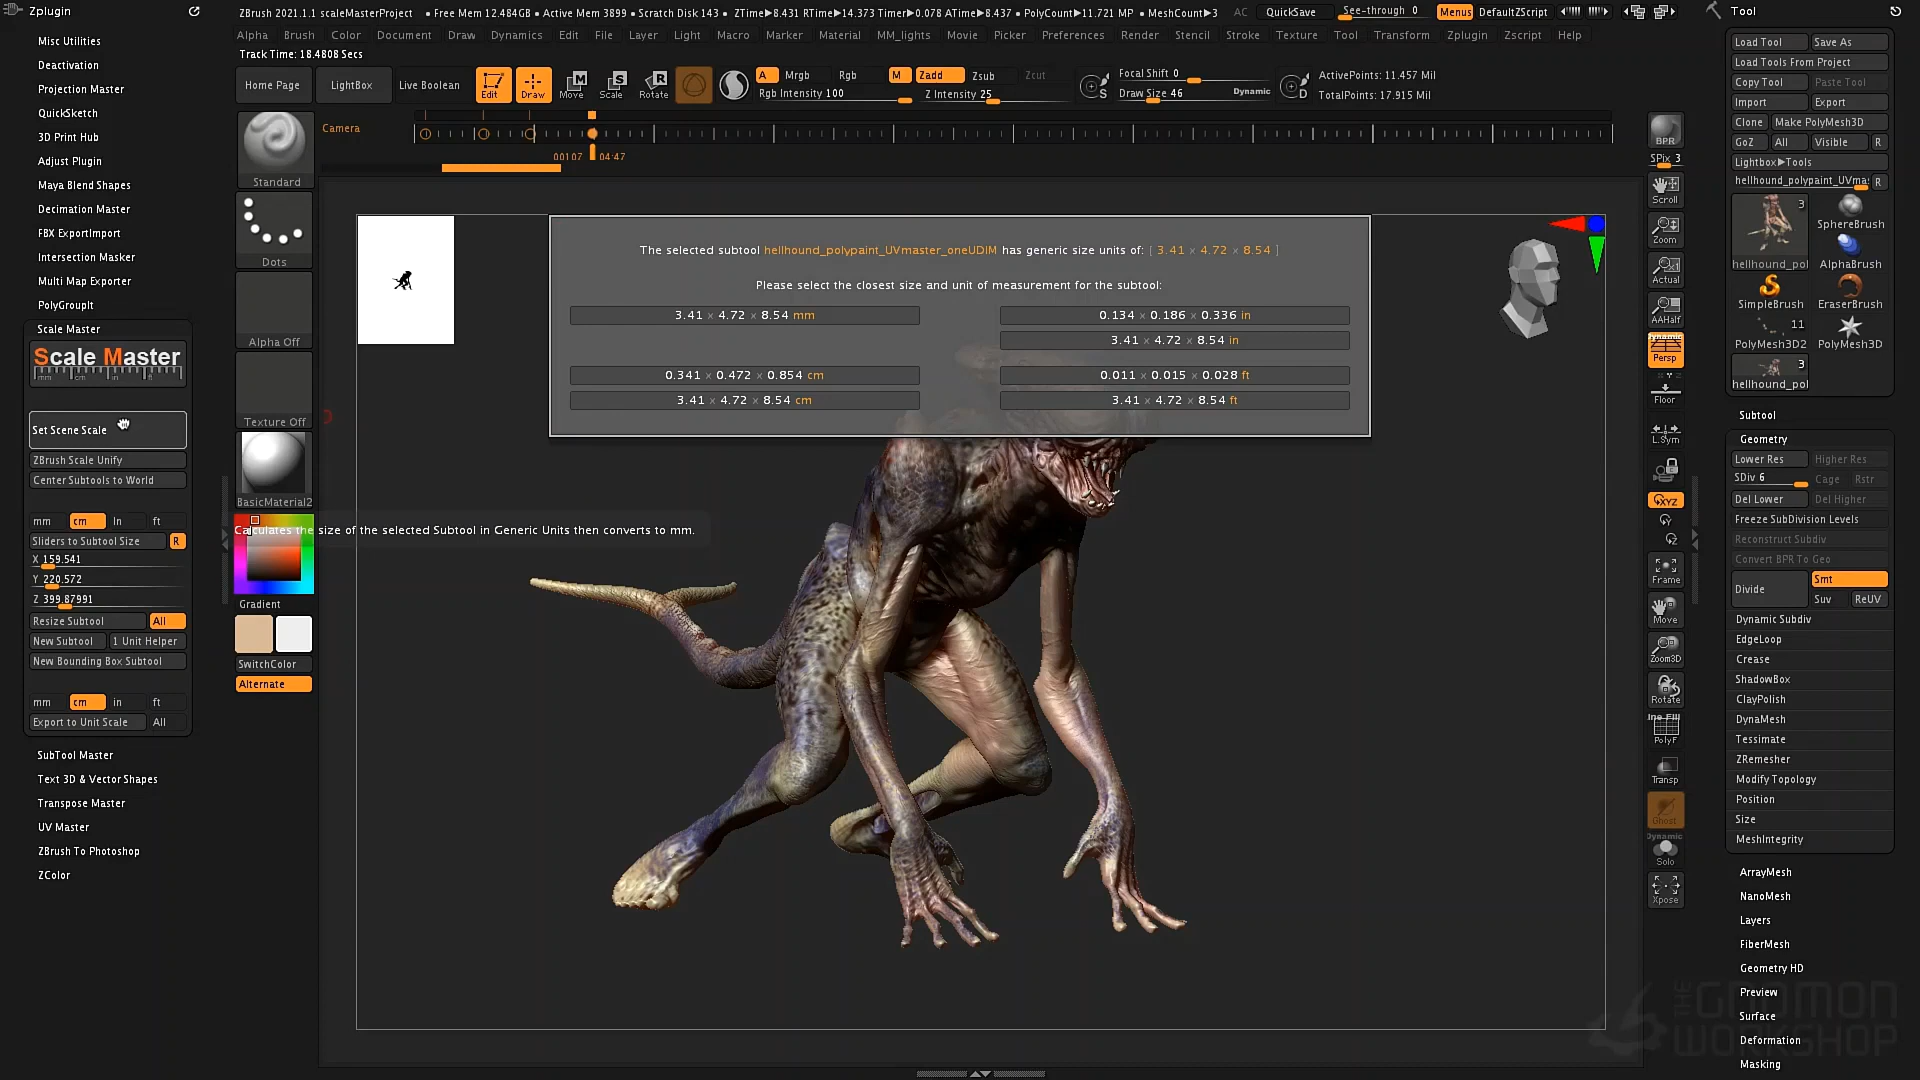 Zplugin
ZBrush 2021.1.1 scaleMasterProject • Free Mem 12.484GB • Active Mem 3899 • Scratch Disk 143 • ZTime▶8.431 RTime▶14.373 Timer▶0.078 ATime▶8.437 • PolyCount▶11.721 MP • MeshCount▶3 AC QuickSave See-through 0 Menus DefaultZScript
Tool
Alpha Brush Color Document Draw Dynamics Edit File Layer Light Macro Marker Material MM_lights Movie Picker Preferences Render Stencil Stroke Texture Tool Transform Zplugin Zscript Help
Track Time: 18.4808 Secs
Home Page LightBox Live Boolean Edit Draw Move Scale Rotate A Mrgb Rgb M Zadd Zsub Zcut
Rgb Intensity 100 Z Intensity 25
Focal Shift 0
Draw Size 46 Dynamic
ActivePoints: 11.457 Mil
TotalPoints: 17.915 Mil
Misc Utilities
Deactivation
Projection Master
QuickSketch
3D Print Hub
Adjust Plugin
Maya Blend Shapes
Decimation Master
FBX ExportImport
Intersection Masker
Multi Map Exporter
PolyGroupIt
Scale Master
Scale Master
mm cm in ft
Set Scene Scale
ZBrush Scale Unify
Center Subtools to World
mm cm In ft
Sliders to Subtool Size R
X 159.541
Y 220.572
Z 399.87991
Resize Subtool All
New Subtool 1 Unit Helper
New Bounding Box Subtool
mm cm in ft
Export to Unit Scale All
SubTool Master
Text 3D & Vector Shapes
Transpose Master
UV Master
ZBrush To Photoshop
ZColor
Standard
Dots
Alpha Off
Texture Off
BasicMaterial2
Gradient
SwitchColor
Alternate
Camera
00107 04:47
The selected subtool hellhound_polypaint_UVmaster_oneUDIM has generic size units of: [ 3.41 × 4.72 × 8.54 ]
Please select the closest size and unit of measurement for the subtool:
3.41 × 4.72 × 8.54 mm
0.134 × 0.186 × 0.336 in
3.41 × 4.72 × 8.54 in
0.341 × 0.472 × 0.854 cm
0.011 × 0.015 × 0.028 ft
3.41 × 4.72 × 8.54 cm
3.41 × 4.72 × 8.54 ft
Calculates the size of the selected Subtool in Generic Units then converts to mm.
BPR
SPix 3
Scroll
Zoom
Actual
AAHalf
Dynamic
Persp
Floor
L.Sym
XYZ
Frame
Move
Zoom3D
Rotate
Line Fill
PolyF
Transp
Ghost
Dynamic
Solo
Xpose
Load Tool Save As
Load Tools From Project
Copy Tool Paste Tool
Import Export
Clone Make PolyMesh3D
GoZ All Visible R
Lightbox▶Tools
hellhound_polypaint_UVmas R
3
hellhound_pol
SphereBrush
AlphaBrush
SimpleBrush EraserBrush
11
PolyMesh3D2 PolyMesh3D
3
hellhound_pol
Subtool
Geometry
Lower Res Higher Res
SDiv 6 Cage Rstr
Del Lower Del Higher
Freeze SubDivision Levels
Reconstruct Subdiv
Convert BPR To Geo
Divide Smt
Suv ReUV
Dynamic Subdiv
EdgeLoop
Crease
ShadowBox
ClayPolish
DynaMesh
Tessimate
ZRemesher
Modify Topology
Position
Size
MeshIntegrity
ArrayMesh
NanoMesh
Layers
FiberMesh
Geometry HD
Preview
Surface
Deformation
Masking
THE GNOMON WORKSHOP